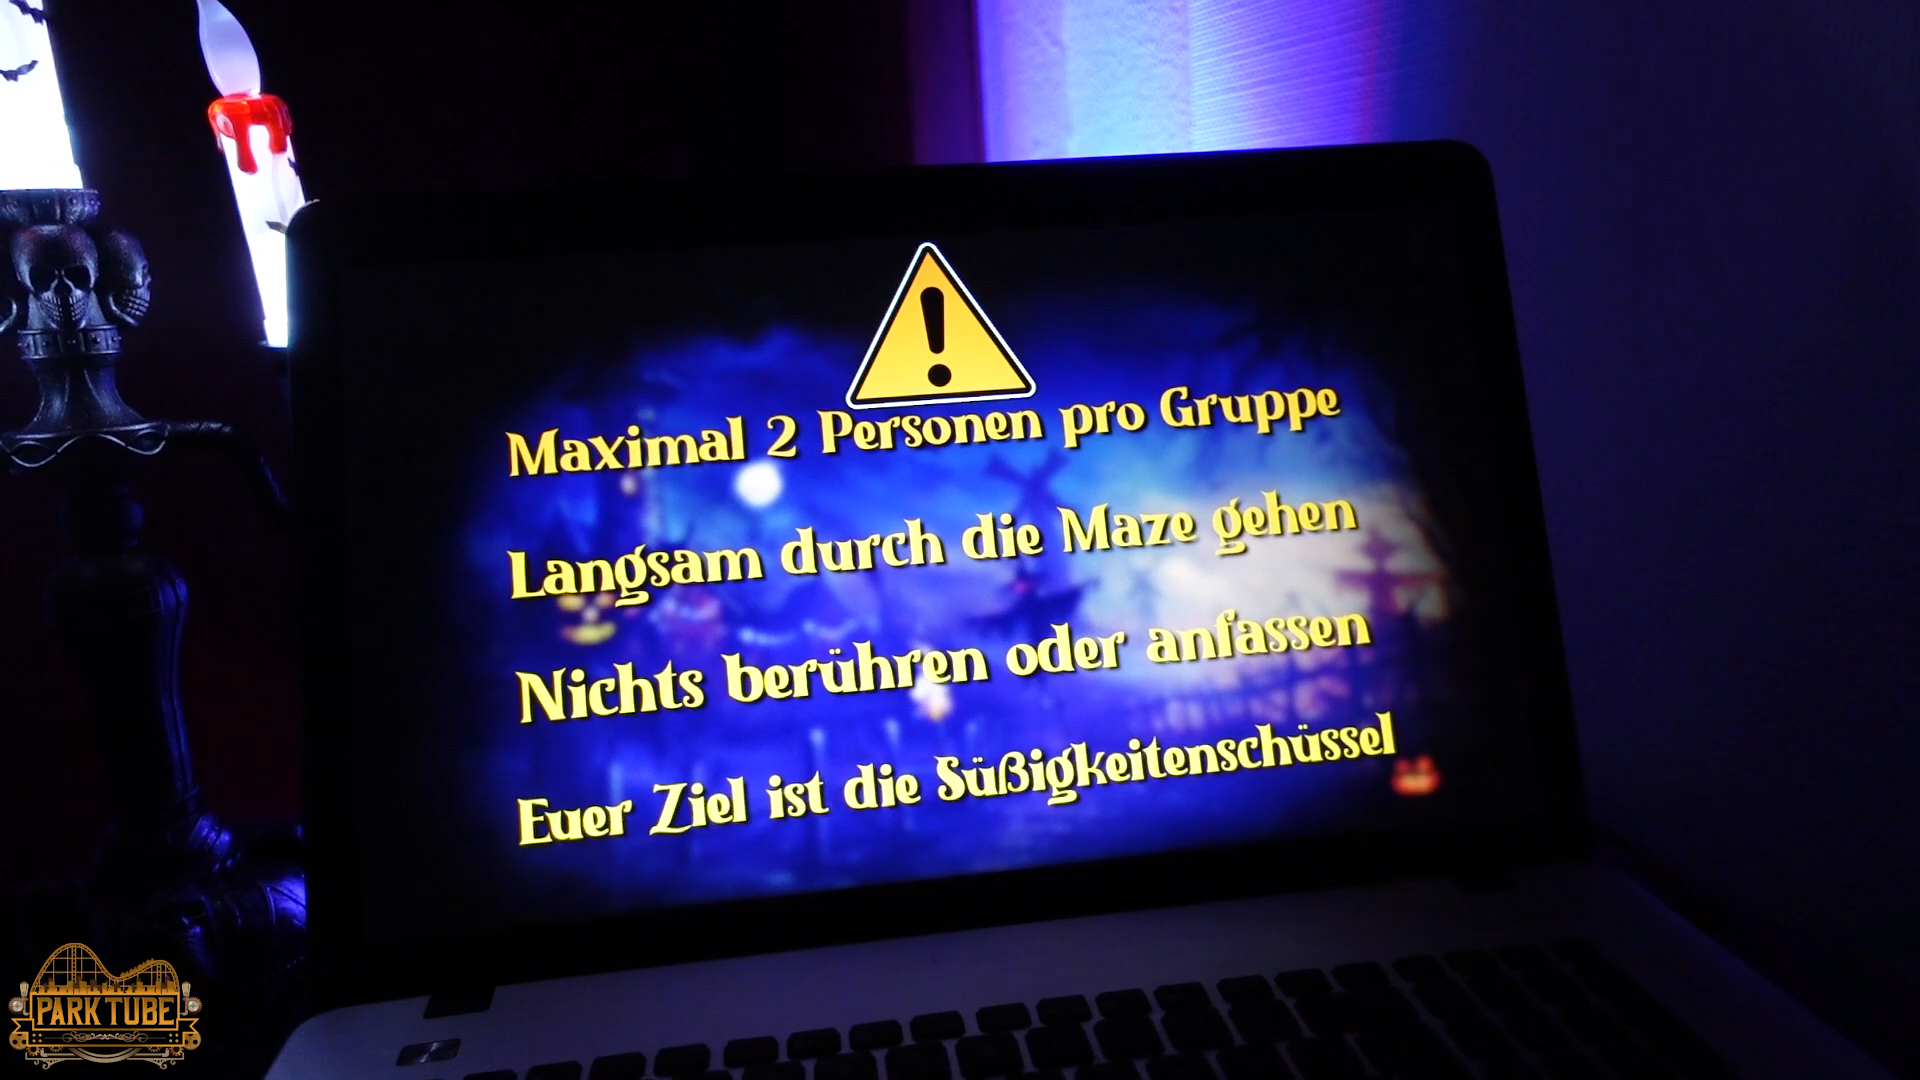 Maximal 2 Personen pro Gruppe
Langsam durch die Maze gehen
Nichts berühren oder anfassen
Euer Ziel ist die Süßigkeitenschüssel
PARK TUBE